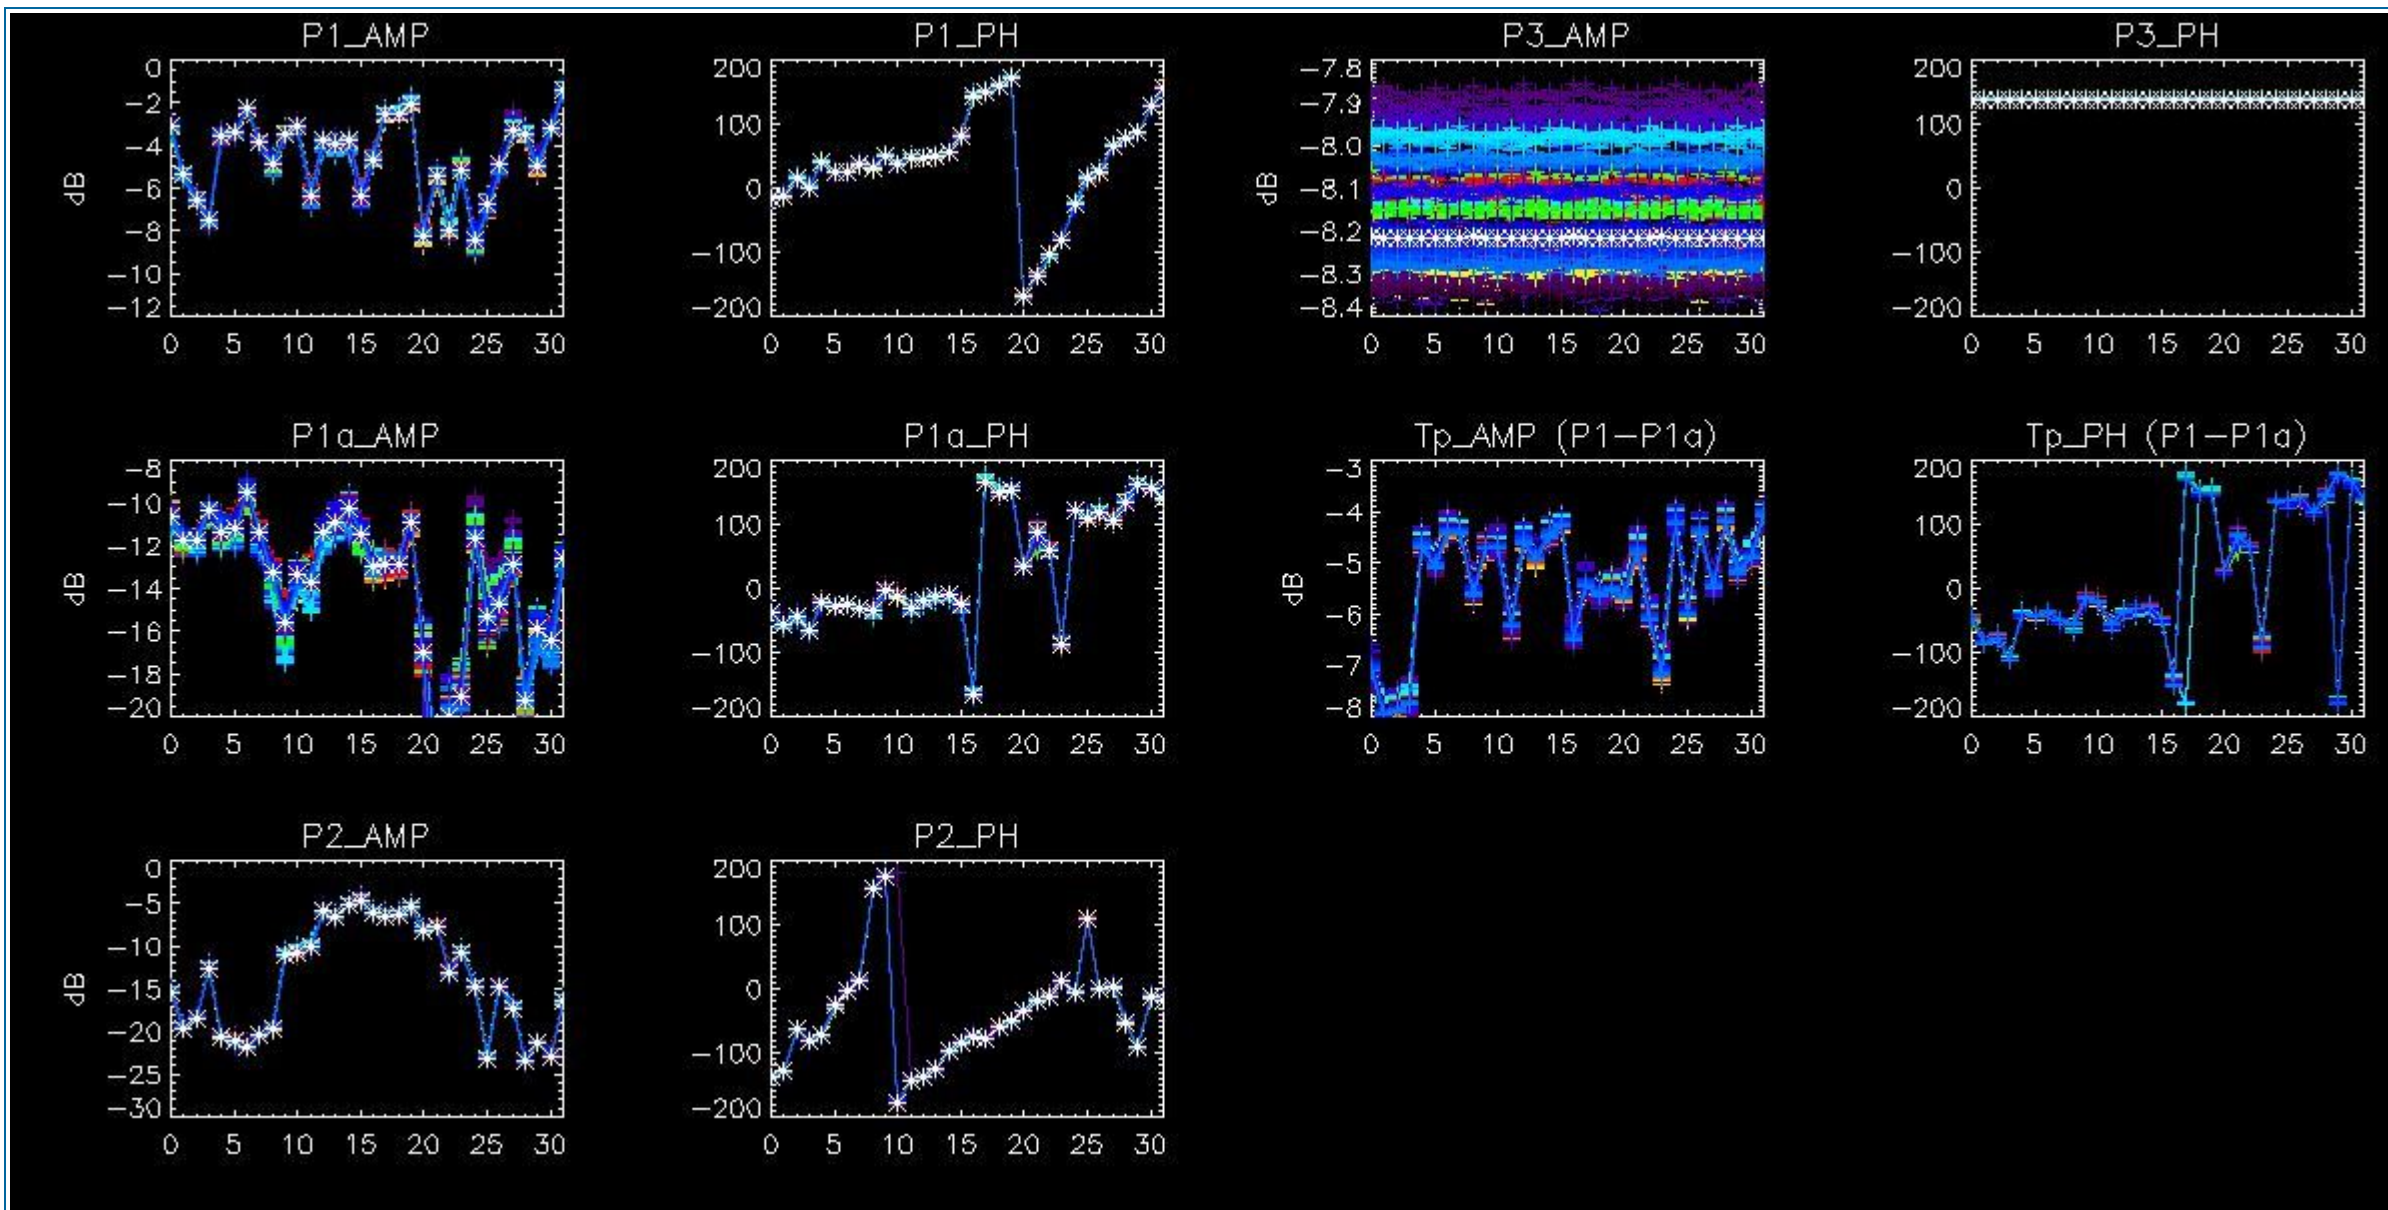 P1_AMP P1_PH P3_AMP P3_PH
0 200 −7.8 200
−2 −7.9
−4 100 −8.0 100
dB −6 0 dB −8.1 0
−8 −8.2
−10 −100 −8.3 −100
−12 −200 −8.4 −200
0 5 10 15 20 25 30 0 5 10 15 20 25 30 0 5 10 15 20 25 30 0 5 10 15 20 25 30
P1a_AMP P1a_PH Tp_AMP (P1−P1a) Tp_PH (P1−P1a)
−8 200 −3 200
−10 100 −4 100
−12
dB −14 0 dB −5 0
−16 −6
−18 −100 −7 −100
−20 −200 −8 −200
0 5 10 15 20 25 30 0 5 10 15 20 25 30 0 5 10 15 20 25 30 0 5 10 15 20 25 30
P2_AMP P2_PH
0 200
−5 100
−10
dB −15 0
−20
−25 −100
−30 −200
0 5 10 15 20 25 30 0 5 10 15 20 25 30